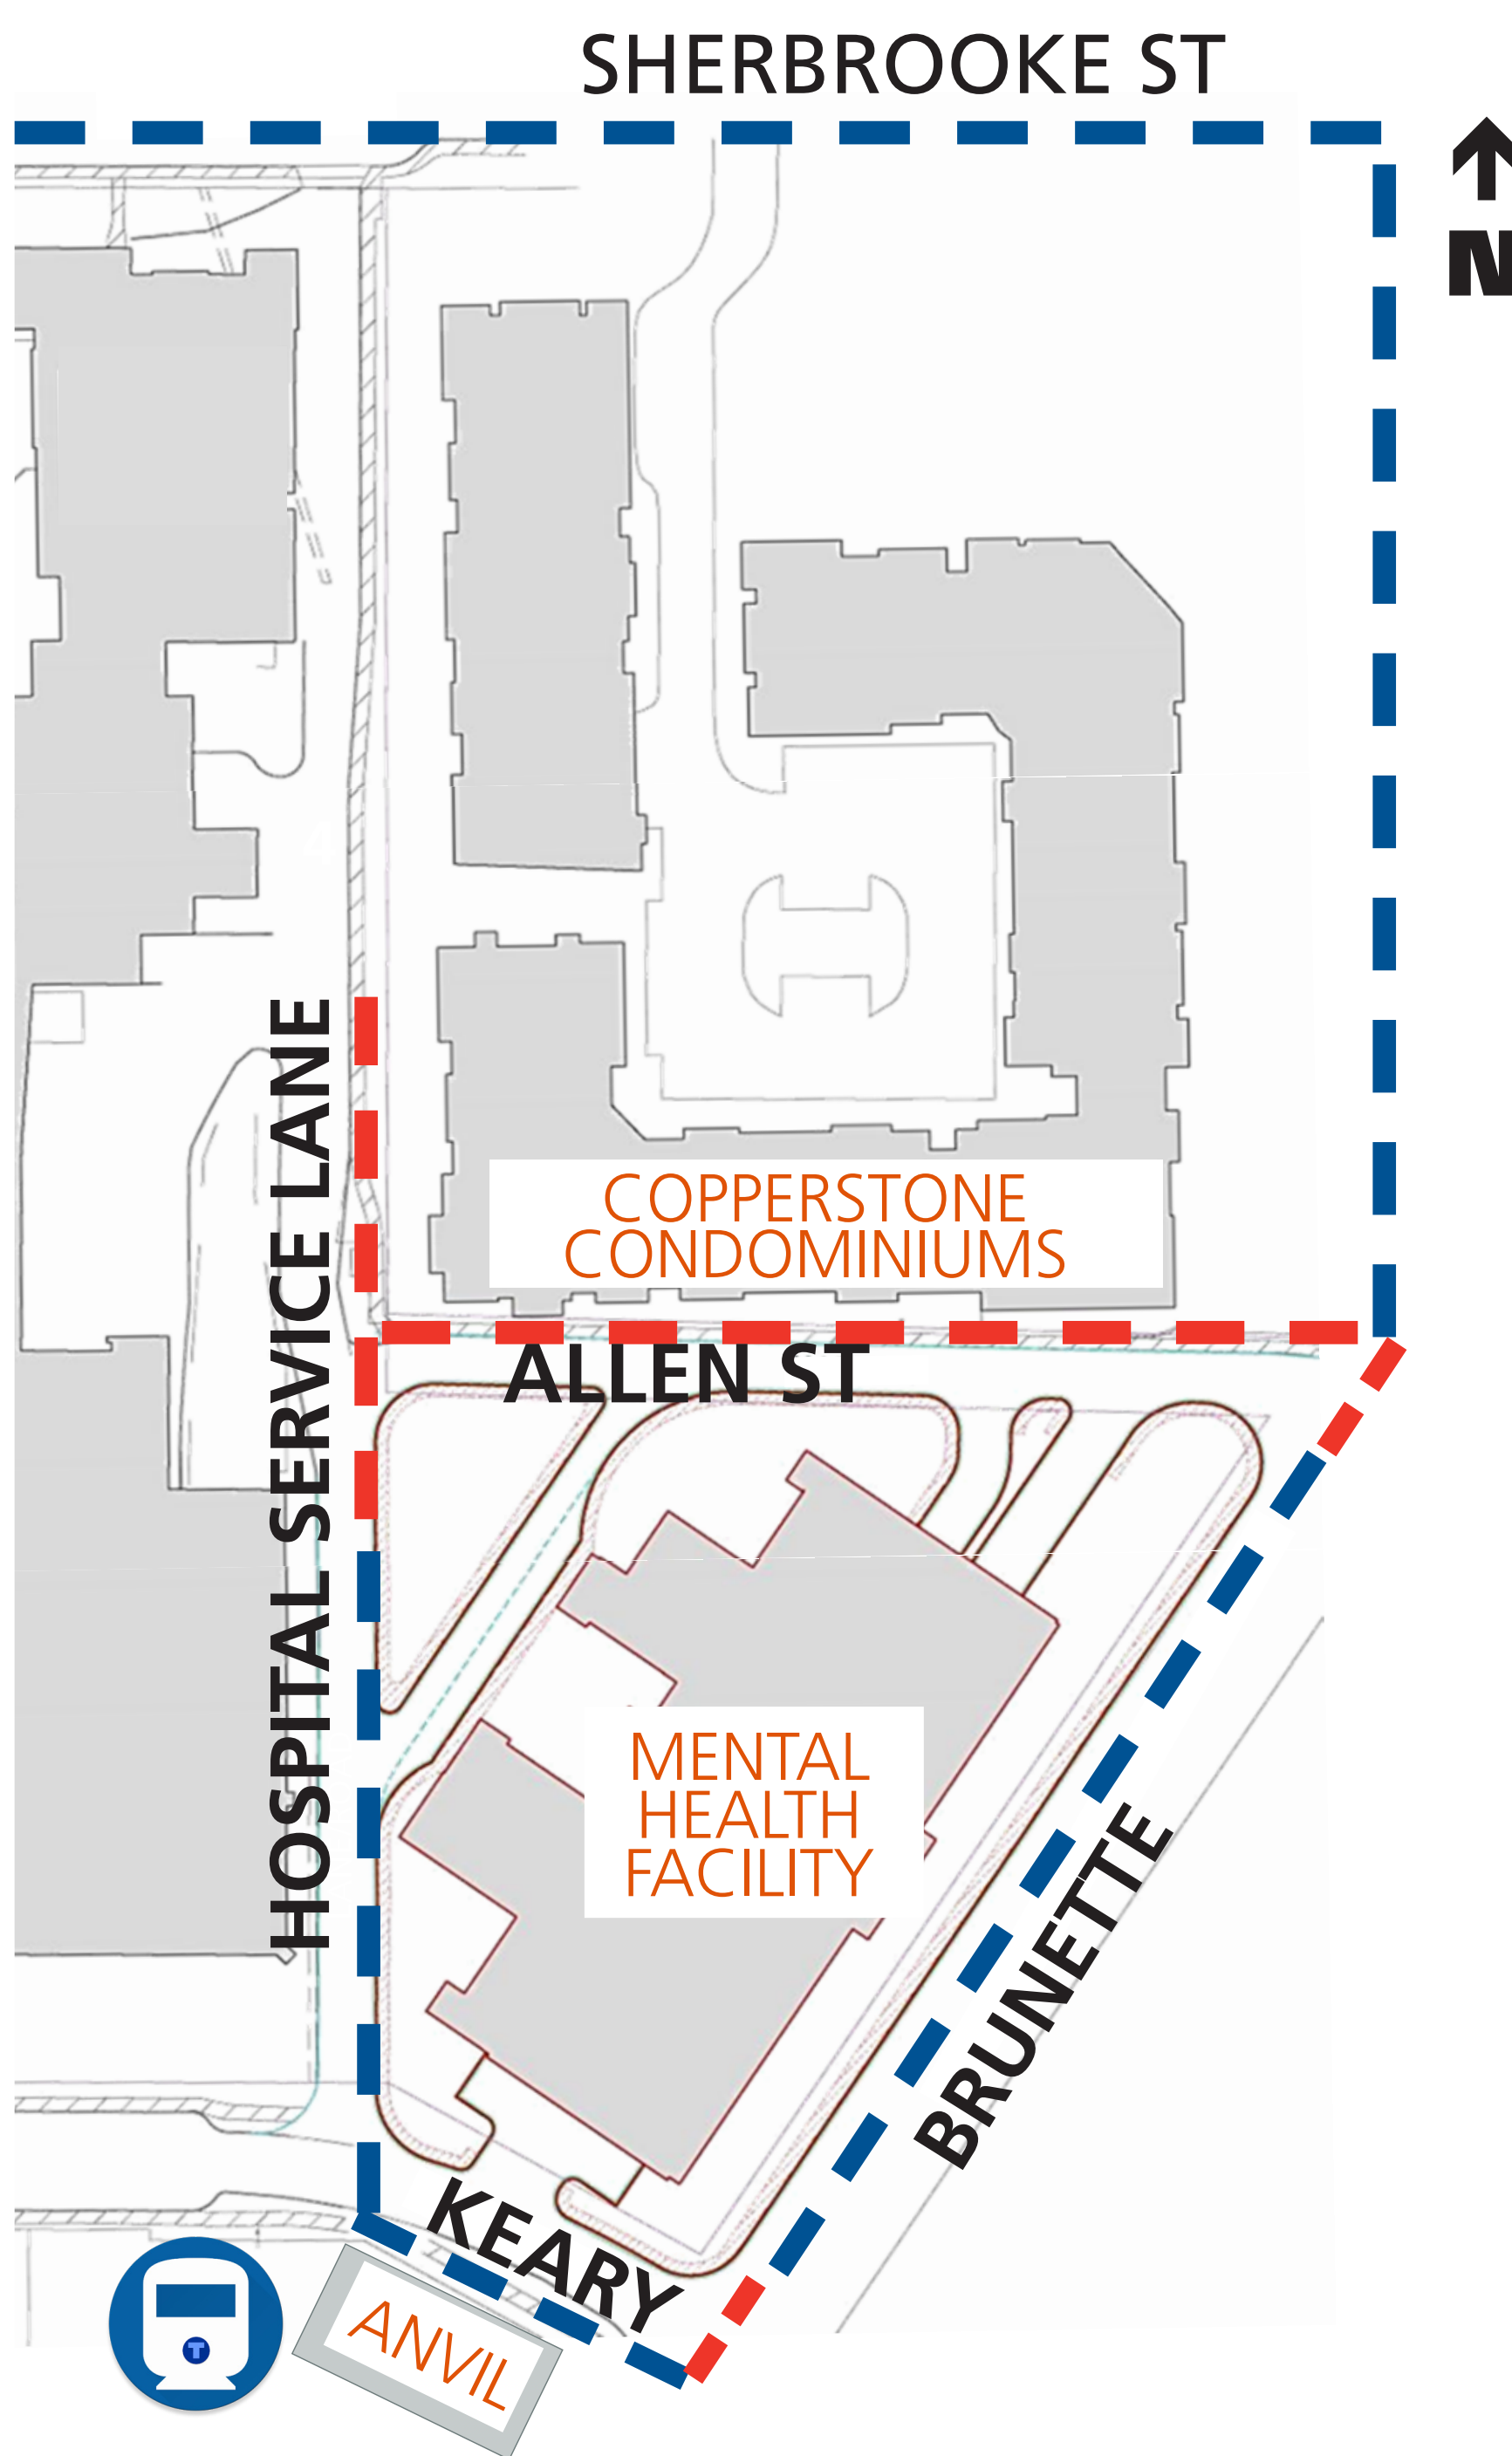 SHERBROOKE ST
N
HOSPITAL SERVICE LANE
COPPERSTONE
CONDOMINIUMS
ALLEN ST
MENTAL
HEALTH
FACILITY
BRUNETTE
KEARY
T
ANVIL